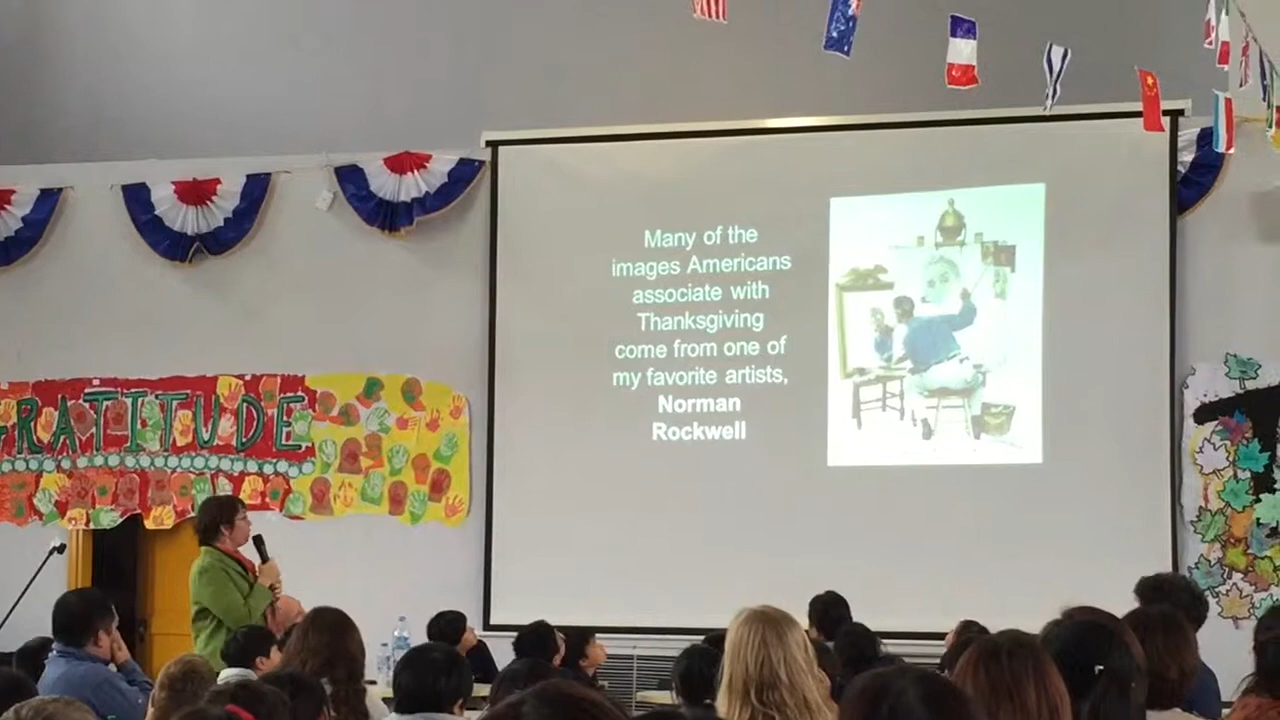 GRATITUDE
Many of the
images Americans
associate with
Thanksgiving
come from one of
my favorite artists,
Norman
Rockwell